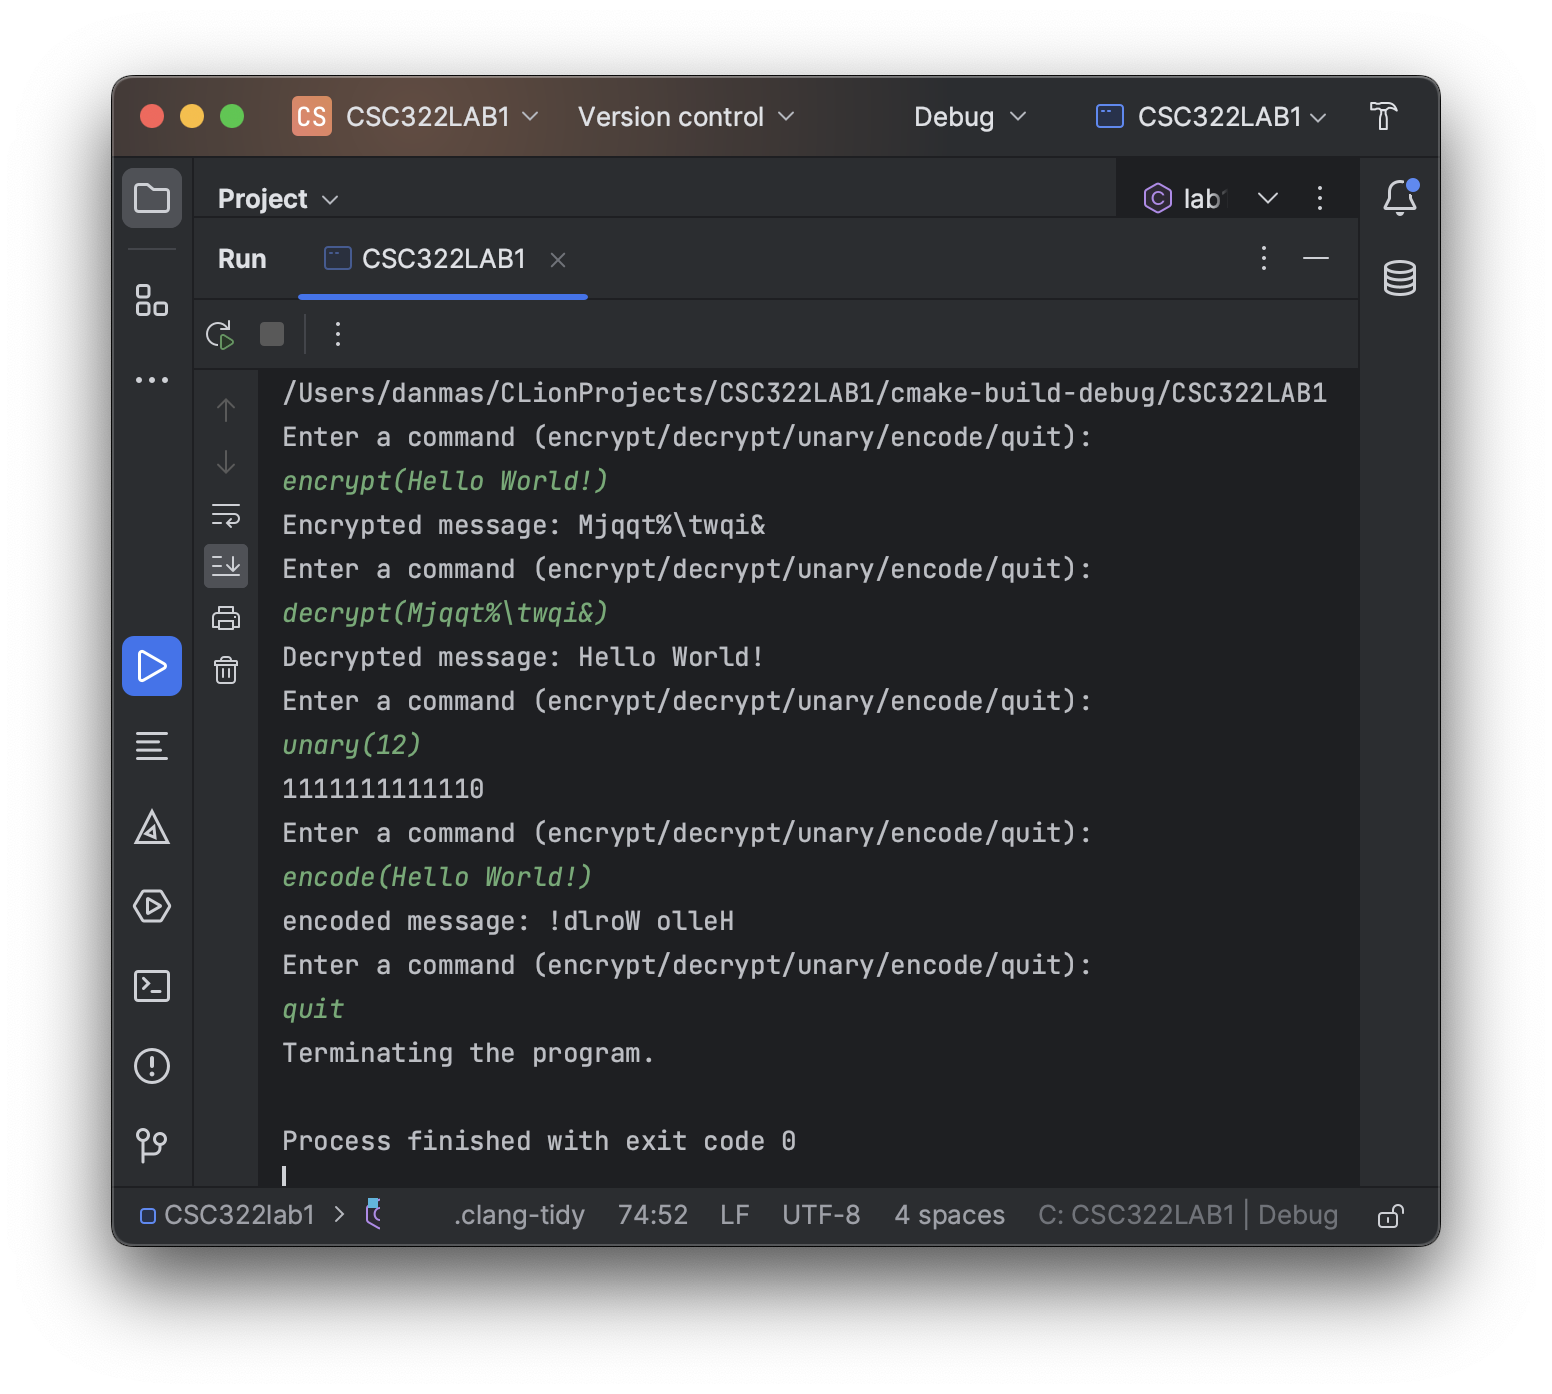 CS CSC322LAB1 Version control Debug CSC322LAB1
Project
lab1
Run CSC322LAB1
/Users/danmas/CLionProjects/CSC322LAB1/cmake-build-debug/CSC322LAB1
Enter a command (encrypt/decrypt/unary/encode/quit):
encrypt(Hello World!)
Encrypted message: Mjqqt%\twqi&
Enter a command (encrypt/decrypt/unary/encode/quit):
decrypt(Mjqqt%\twqi&)
Decrypted message: Hello World!
Enter a command (encrypt/decrypt/unary/encode/quit):
unary(12)
1111111111110
Enter a command (encrypt/decrypt/unary/encode/quit):
encode(Hello World!)
encoded message: !dlroW olleH
Enter a command (encrypt/decrypt/unary/encode/quit):
quit
Terminating the program.
Process finished with exit code 0
CSC322lab1 > .clang-tidy 74:52 LF UTF-8 4 spaces C: CSC322LAB1 | Debug